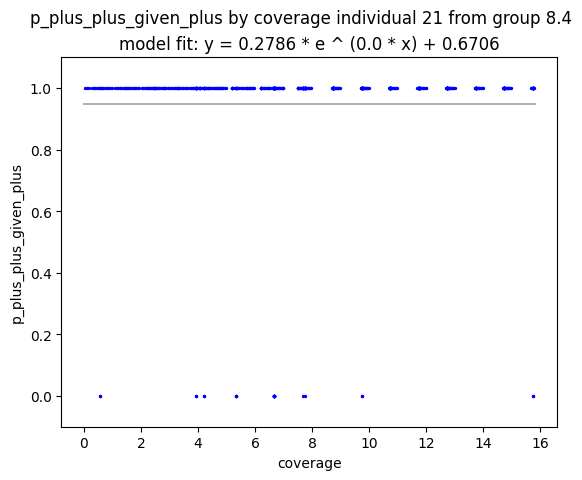 p_plus_plus_given_plus by coverage individual 21 from group 8.4
model fit: y = 0.2786 * e ^ (0.0 * x) + 0.6706
1.0
0.8
0.6
0.4
0.2
0.0
p_plus_plus_given_plus
0 2 4 6 8 10 12 14 16
coverage